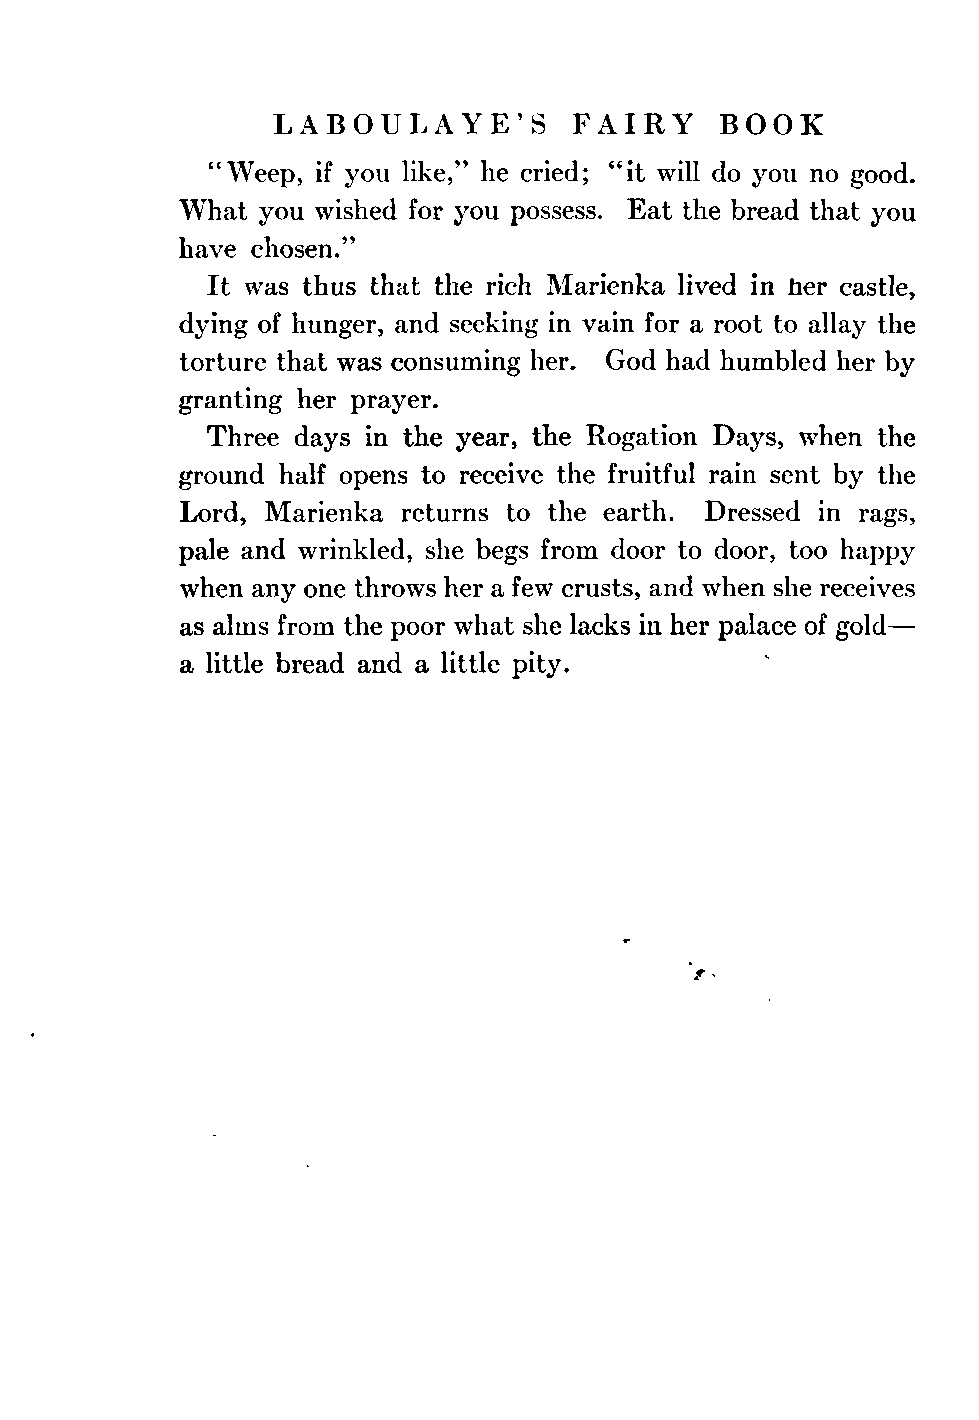 LABOULAYE'S FAIRY BOOK
"Weep, if you like," he cried; "it will do you no good.
What you wished for you possess. Eat the bread that you
have chosen."
It was thus that the rich Marienka lived in her castle,
dying of hunger, and seeking in vain for a root to allay the
torture that was consuming her. God had humbled her by
granting her prayer.
Three days in the year, the Rogation Days, when the
ground half opens to receive the fruitful rain sent by the
Lord, Marienka returns to the earth. Dressed in rags,
pale and wrinkled, she begs from door to door, too happy
when any one throws her a few crusts, and when she receives
as alms from the poor what she lacks in her palace of gold—
a little bread and a little pity.